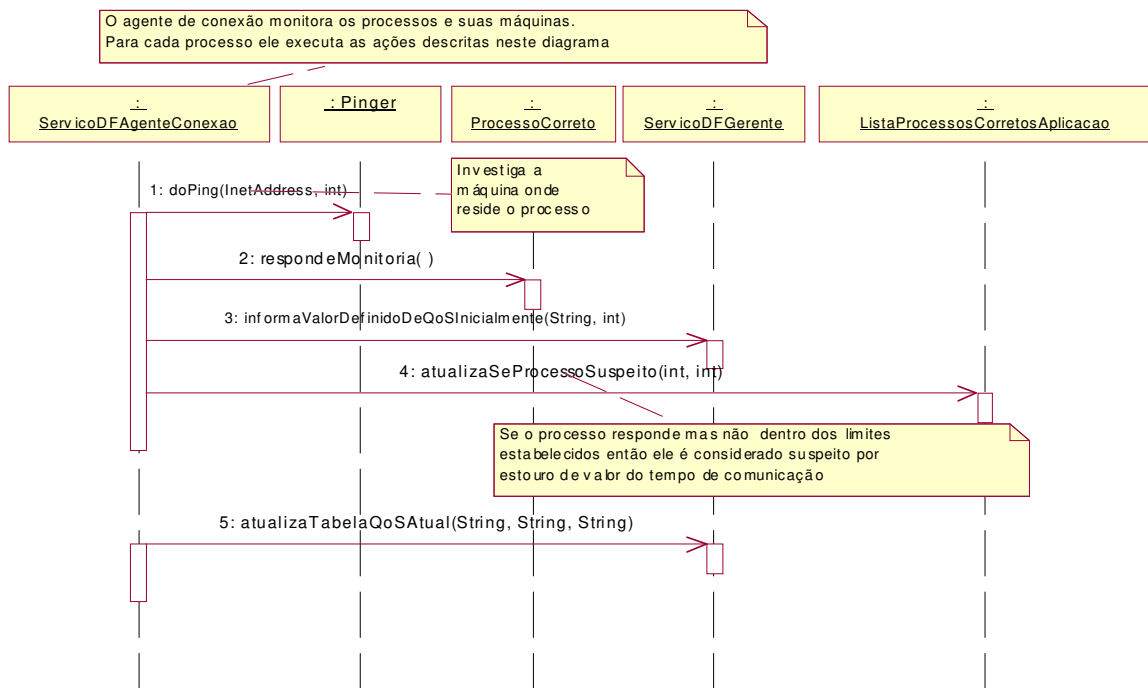 O agente de conexão monitora os processos e suas máquinas.
Para cada processo ele executa as ações descritas neste diagrama
:
ServicoDFAgenteConexao
: Pinger
:
ProcessoCorreto
:
ServicoDFGerente
:
ListaProcessosCorretosAplicacao
Investiga a
máquina onde
reside o processo
1: doPing(InetAddress, int)
2: respondeMonitoria( )
3: informaValorDefinidoDeQoSInicialmente(String, int)
4: atualizaSeProcessoSuspeito(int, int)
Se o processo responde mas não dentro dos limites
estabelecidos então ele é considerado suspeito por
estouro de valor do tempo de comunicação
5: atualizaTabelaQoSAtual(String, String, String)